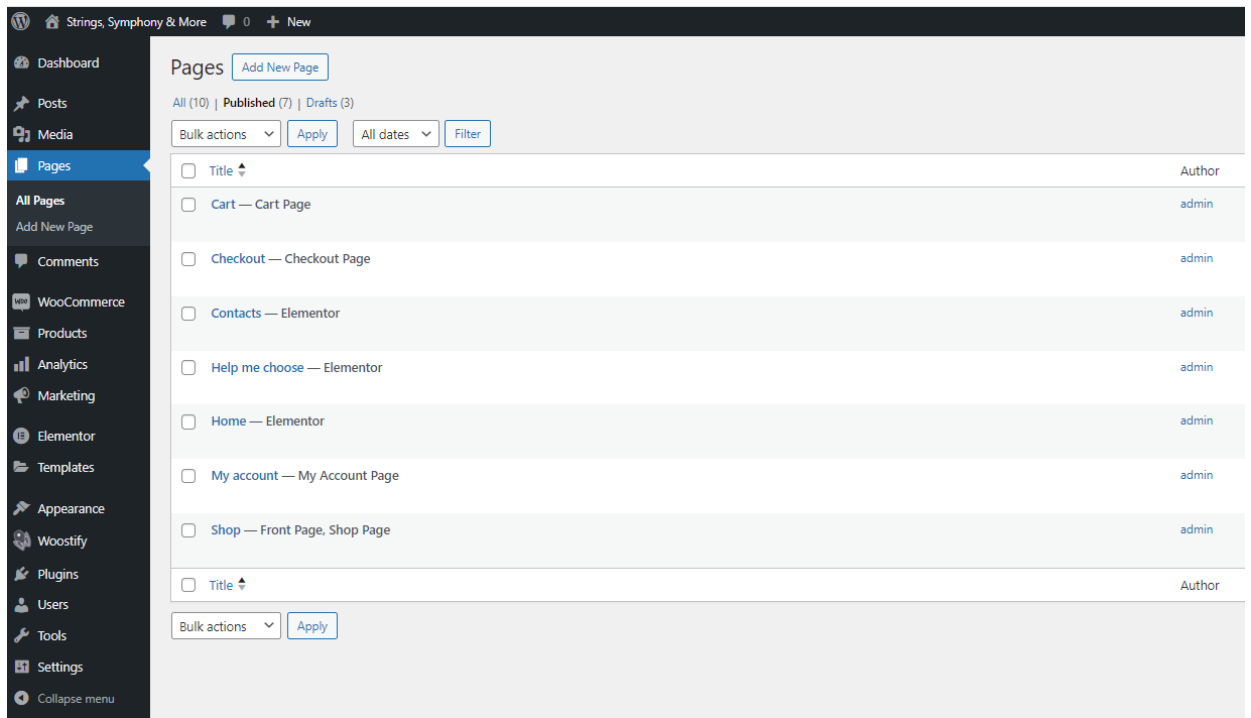 Strings, Symphony & More 0 + New
Dashboard
Posts
Media
Pages
All Pages
Add New Page
Comments
WooCommerce
Products
Analytics
Marketing
Elementor
Templates
Appearance
Woostify
Plugins
Users
Tools
Settings
Collapse menu
Pages Add New Page
All (10) | Published (7) | Drafts (3)
Bulk actions Apply All dates Filter
Title Author
Cart — Cart Page admin
Checkout — Checkout Page admin
Contacts — Elementor admin
Help me choose — Elementor admin
Home — Elementor admin
My account — My Account Page admin
Shop — Front Page, Shop Page admin
Title Author
Bulk actions Apply